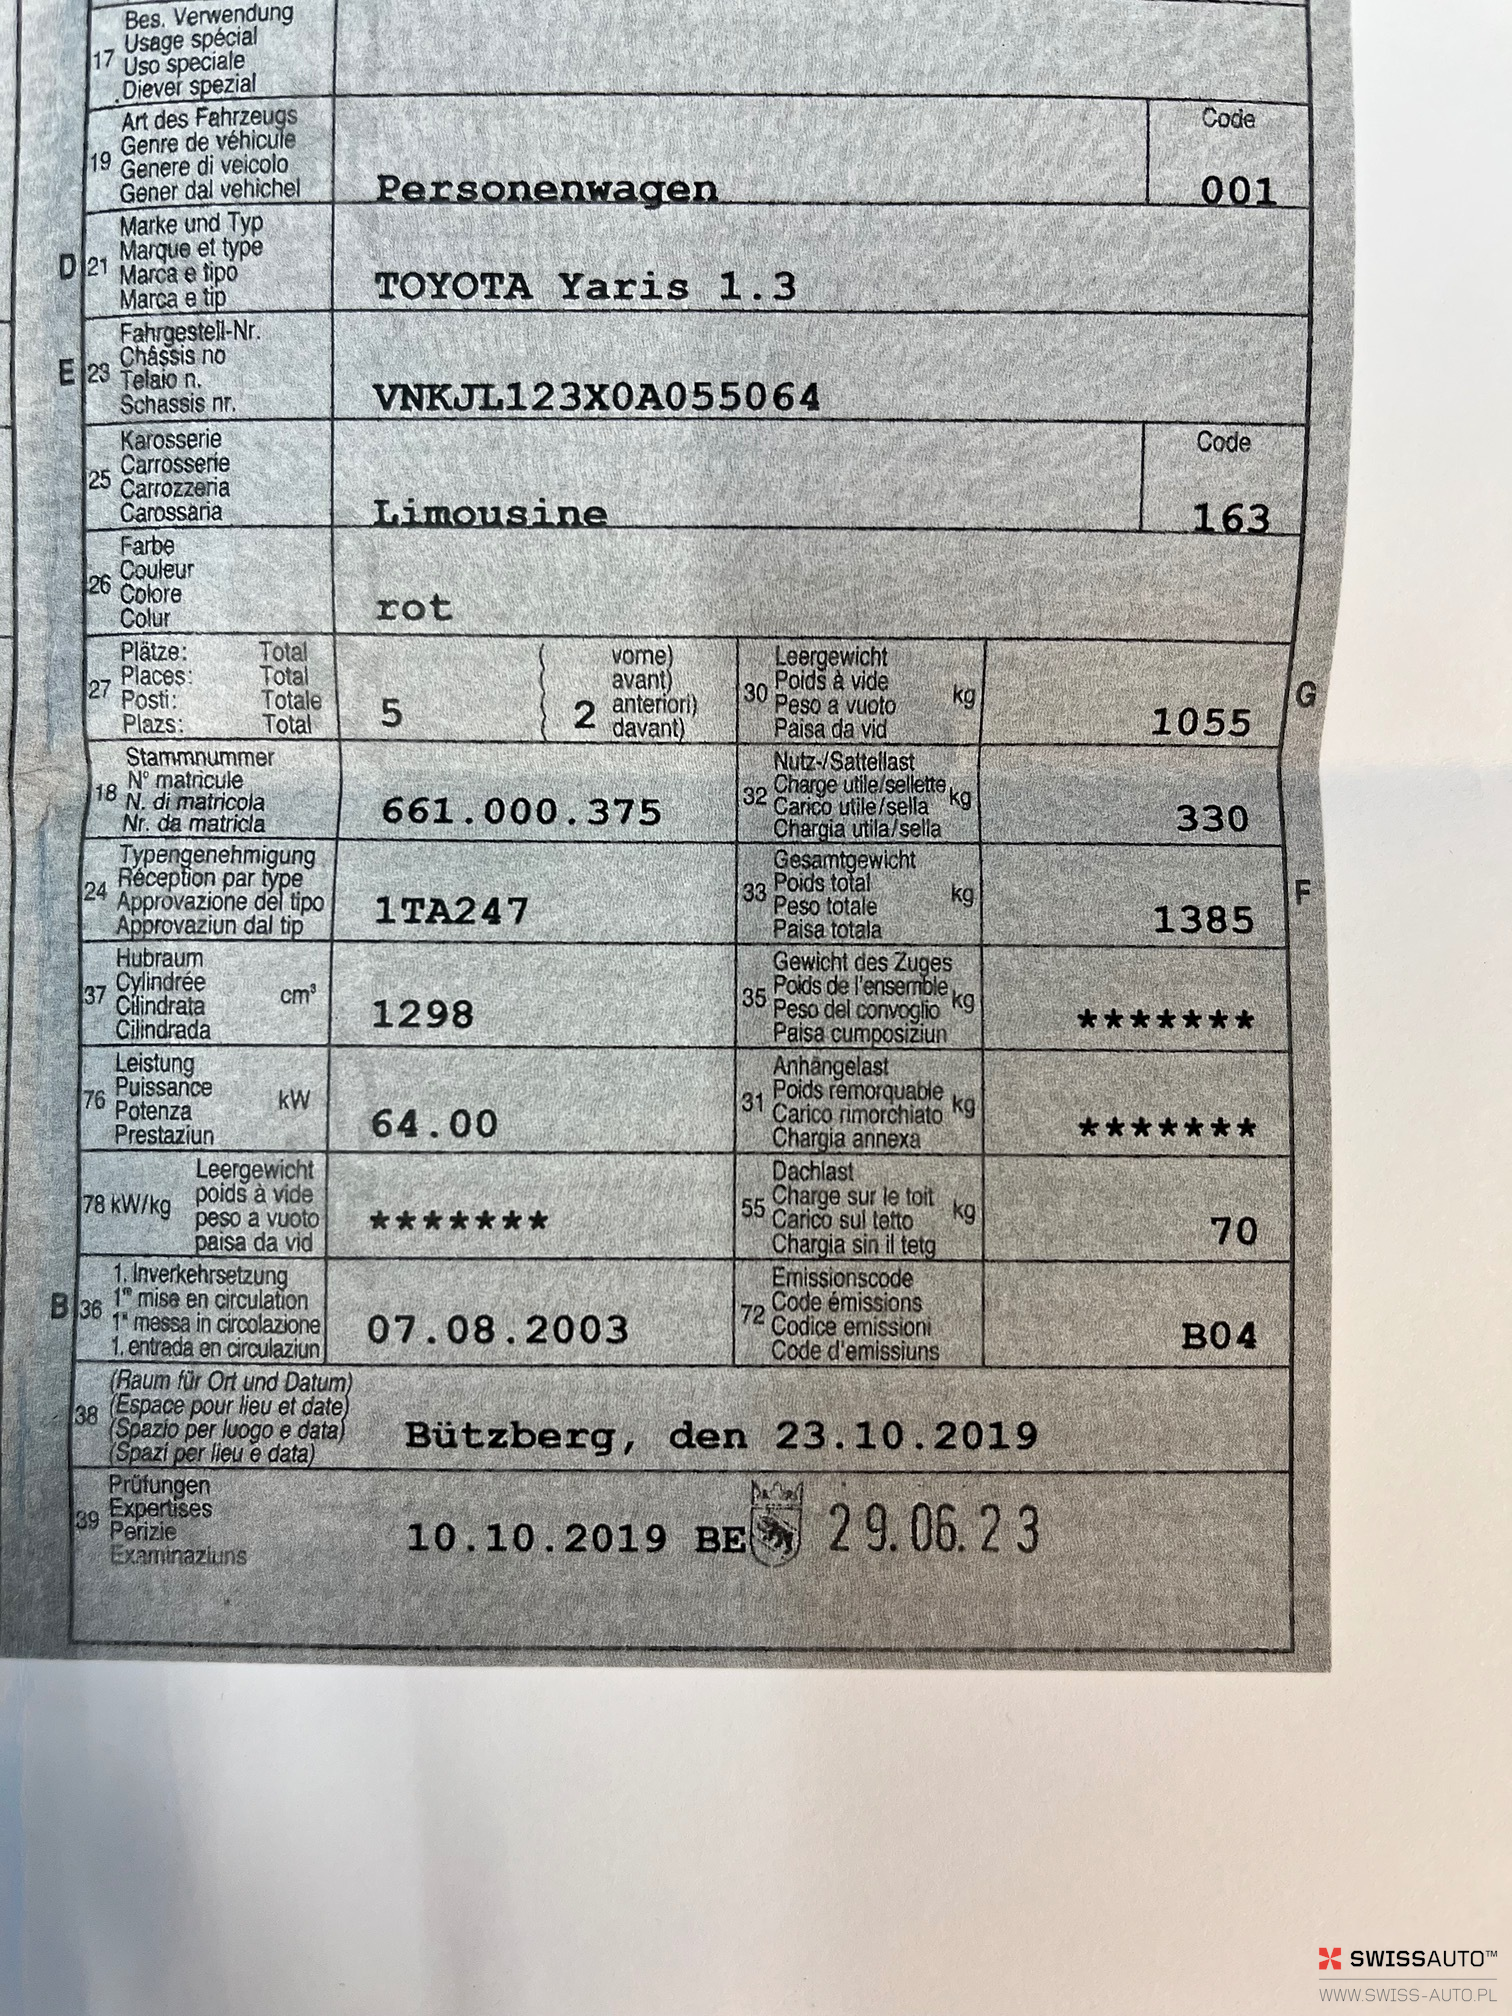 17
Bes. Verwendung
Usage spécial
Uso speciale
Diever spezial
19
Art des Fahrzeugs
Genre de véhicule
Genere di veicolo
Gener dal vehichel
Personenwagen
Code
001
D 21
Marke und Typ
Marque et type
Marca e tipo
Marca e tip
TOYOTA Yaris 1.3
E 23
Fahrgestell-Nr.
Châssis no
Telaio n.
Schassis nr.
VNKJL123X0A055064
25
Karosserie
Carrosserie
Carrozzeria
Carossaria
Limousine
Code
163
26
Farbe
Couleur
Colore
Colur
rot
27
Plätze: Total
Places: Total
Posti: Totale
Plazs: Total
5
2
vorne)
avant)
anteriori)
davant)
30
Leergewicht
Poids à vide
Peso a vuoto
Paisa da vid
kg
1055
G
18
Stammnummer
N° matricule
N. di matricola
Nr. da matricla
661.000.375
32
Nutz-/Sattellast
Charge utile/sellette
Carico utile/sella
Chargia utila/sella
kg
330
24
Typengenehmigung
Réception par type
Approvazione del tipo
Approvaziun dal tip
1TA247
33
Gesamtgewicht
Poids total
Peso totale
Paisa totala
kg
1385
F
37
Hubraum
Cylindrée
Cilindrata
Cilindrada
cm³
1298
35
Gewicht des Zuges
Poids de l'ensemble
Peso del convoglio
Paisa cumposiziun
kg
*******
76
Leistung
Puissance
Potenza
Prestaziun
kW
64.00
31
Anhängelast
Poids remorquable
Carico rimorchiato
Chargia annexa
kg
*******
78 kW/kg
Leergewicht
poids à vide
peso a vuoto
paisa da vid
*******
55
Dachlast
Charge sur le toit
Carico sul tetto
Chargia sin il tetg
kg
70
B 36
1. Inverkehrsetzung
1re mise en circulation
1a messa in circolazione
1. entrada en circulaziun
07.08.2003
72
Emissionscode
Code émissions
Codice emissioni
Code d'emissiuns
B04
38
(Raum für Ort und Datum)
(Espace pour lieu et date)
(Spazio per luogo e data)
(Spazi per lieu e data)
Bützberg, den 23.10.2019
39
Prüfungen
Expertises
Perizie
Examinaziuns
10.10.2019 BE 29.06.23
SWISSAUTO™
WWW.SWISS-AUTO.PL